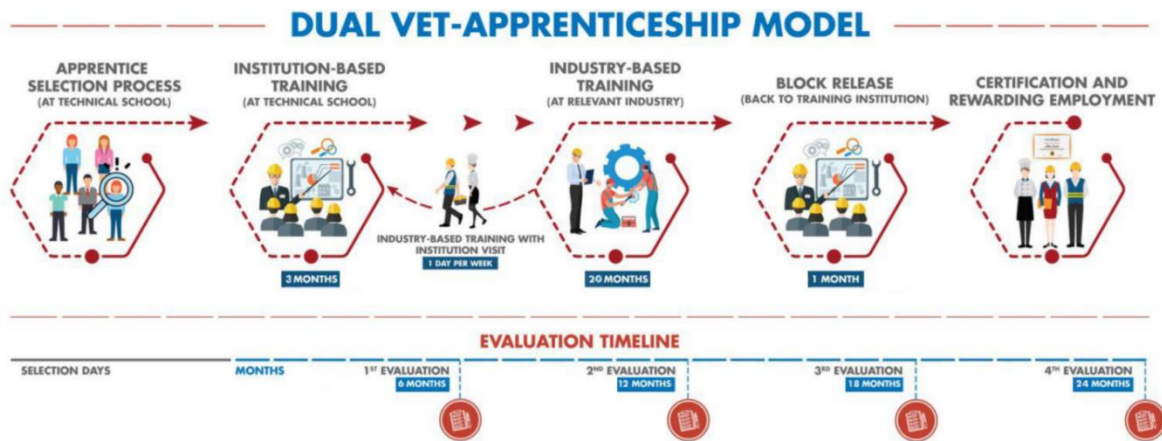 DUAL VET-APPRENTICESHIP MODEL
APPRENTICE
SELECTION PROCESS
(AT TECHNICAL SCHOOL)
INSTITUTION-BASED
TRAINING
(AT TECHNICAL SCHOOL)
INDUSTRY-BASED
TRAINING
(AT RELEVANT INDUSTRY)
BLOCK RELEASE
(BACK TO TRAINING INSTITUTION)
CERTIFICATION AND
REWARDING EMPLOYMENT
INDUSTRY-BASED TRAINING WITH
INSTITUTION VISIT
1 DAY PER WEEK
3 MONTHS
20 MONTHS
1 MONTH
EVALUATION TIMELINE
SELECTION DAYS
MONTHS
1ST EVALUATION
6 MONTHS
2ND EVALUATION
12 MONTHS
3RD EVALUATION
18 MONTHS
4TH EVALUATION
24 MONTHS